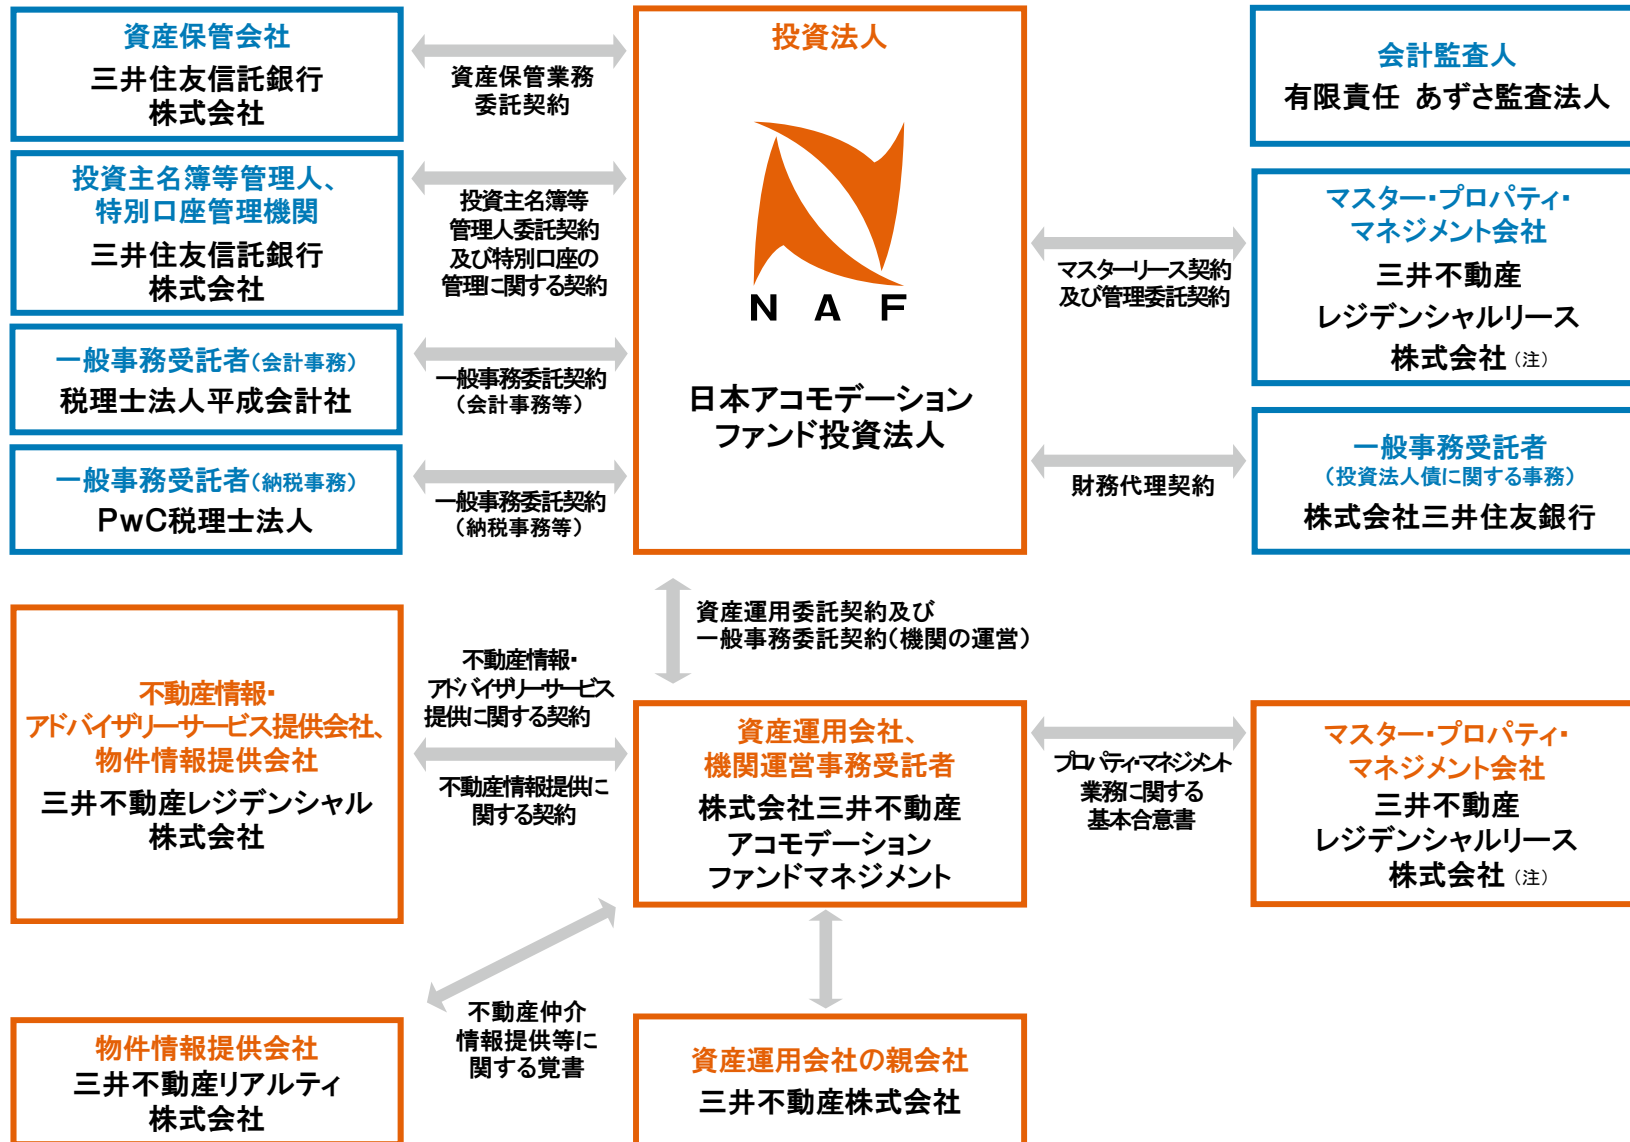 資産保管会社
三井住友信託銀行
株式会社
資産保管業務
委託契約
投資主名簿等管理人、
特別口座管理機関
三井住友信託銀行
株式会社
投資主名簿等
管理人委託契約
及び特別口座の
管理に関する契約
一般事務受託者(会計事務)
税理士法人平成会計社
一般事務委託契約
(会計事務等)
一般事務受託者(納税事務)
PwC税理士法人
一般事務委託契約
(納税事務等)
投資法人
NAF
日本アコモデーション
ファンド投資法人
会計監査人
有限責任 あずさ監査法人
マスターリース契約
及び管理委託契約
マスター・プロパティ・
マネジメント会社
三井不動産
レジデンシャルリース
株式会社(注)
財務代理契約
一般事務受託者
(投資法人債に関する事務)
株式会社三井住友銀行
資産運用委託契約及び
一般事務委託契約(機関の運営)
不動産情報・
アドバイザリーサービス提供会社、
物件情報提供会社
三井不動産レジデンシャル
株式会社
不動産情報・
アドバイザリーサービス
提供に関する契約
不動産情報提供に
関する契約
資産運用会社、
機関運営事務受託者
株式会社三井不動産
アコモデーション
ファンドマネジメント
プロパティ・マネジメント
業務に関する
基本合意書
マスター・プロパティ・
マネジメント会社
三井不動産
レジデンシャルリース
株式会社(注)
物件情報提供会社
三井不動産リアルティ
株式会社
不動産仲介
情報提供等に
関する覚書
資産運用会社の親会社
三井不動産株式会社